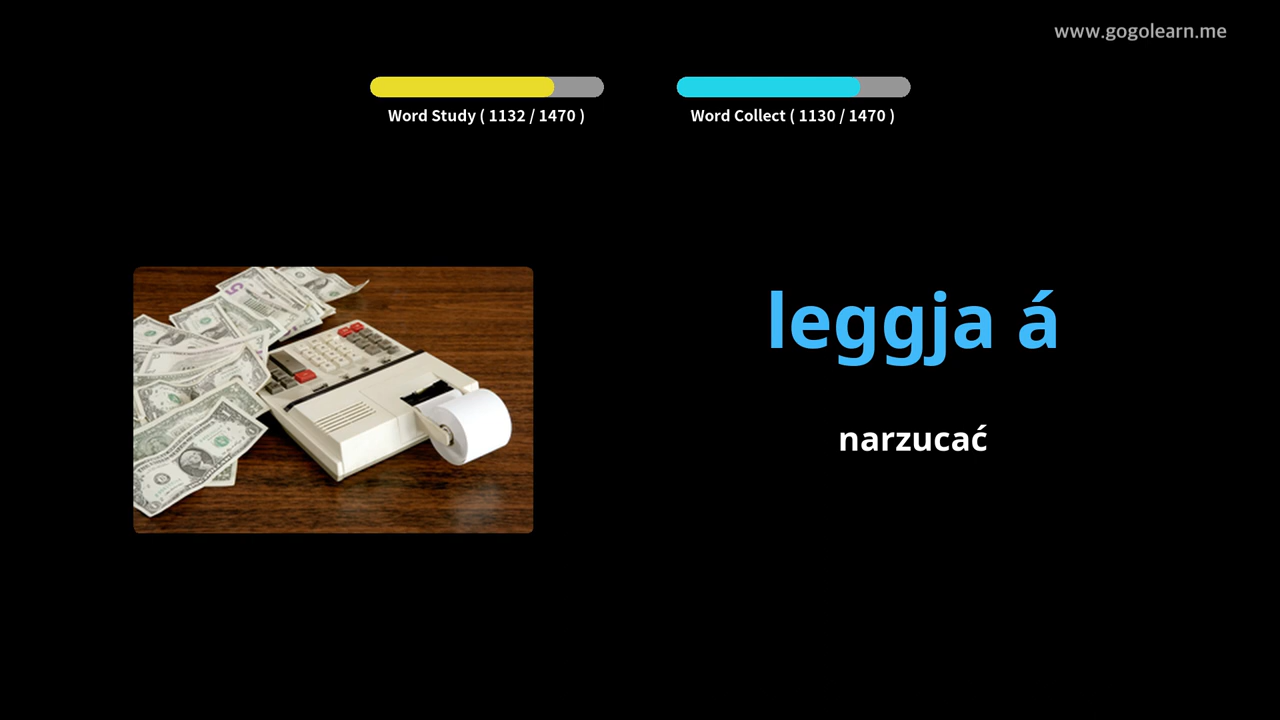 www.gogolearn.me
Word Study ( 1132 / 1470 )
Word Collect ( 1130 / 1470 )
leggja á
narzucać